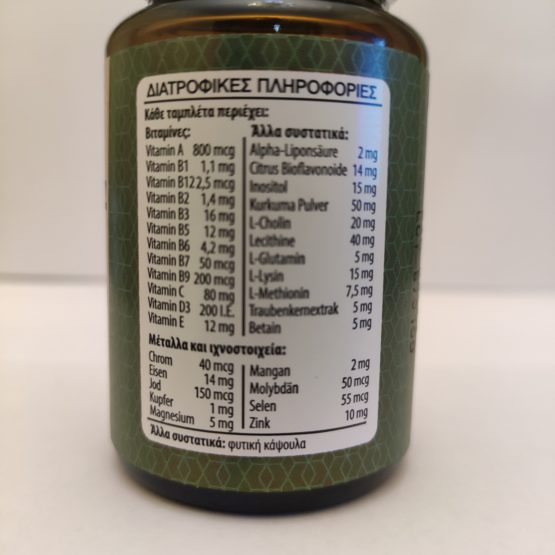 ΔΙΑΤΡΟΦΙΚΕΣ ΠΛΗΡΟΦΟΡΙΕΣ
Κάθε ταμπλέτα περιέχει:
Βιταμίνες:
Vitamin A 800 mcg
Vitamin B1 1,1 mg
Vitamin B12 2,5 mcg
Vitamin B2 1,4 mg
Vitamin B3 16 mg
Vitamin B5 12 mg
Vitamin B6 4,2 mg
Vitamin B7 50 mcg
Vitamin B9 200 mcg
Vitamin C 80 mg
Vitamin D3 200 I.E.
Vitamin E 12 mg
Άλλα συστατικά:
Alpha-Liponsäure 2 mg
Citrus Bioflavonoide 14 mg
Inositol 15 mg
Kurkuma Pulver 50 mg
L-Cholin 20 mg
Lecithine 40 mg
L-Glutamin 5 mg
L-Lysin 15 mg
L-Methionin 7,5 mg
Traubenkernextrak 5 mg
Betain 5 mg
Μέταλλα και ιχνοστοιχεία:
Chrom 40 mcg
Eisen 14 mg
Jod 150 mcg
Kupfer 1 mg
Magnesium 5 mg
Mangan 2 mg
Molybdän 50 mcg
Selen 55 mcg
Zink 10 mg
Άλλα συστατικά: φυτική κάψουλα